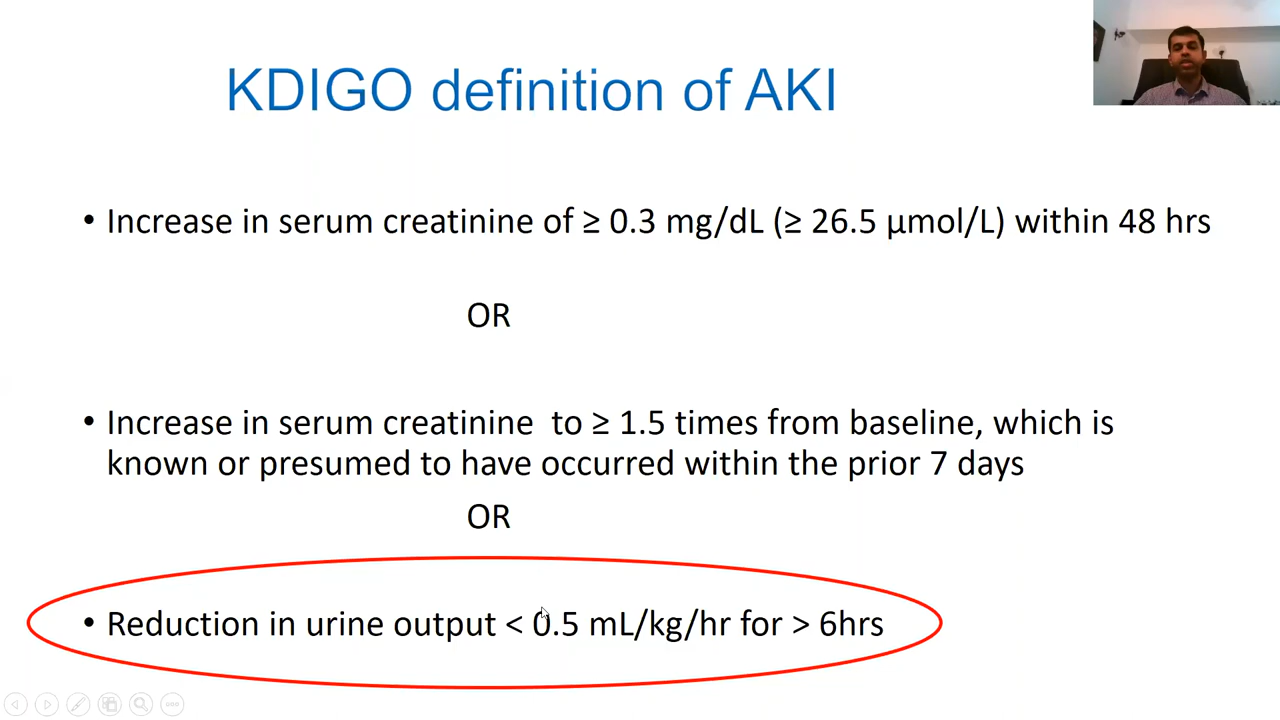 KDIGO definition of AKI
• Increase in serum creatinine of ≥ 0.3 mg/dL (≥ 26.5 µmol/L) within 48 hrs
OR
• Increase in serum creatinine  to ≥ 1.5 times from baseline, which is
known or presumed to have occurred within the prior 7 days
OR
• Reduction in urine output < 0.5 mL/kg/hr for > 6hrs